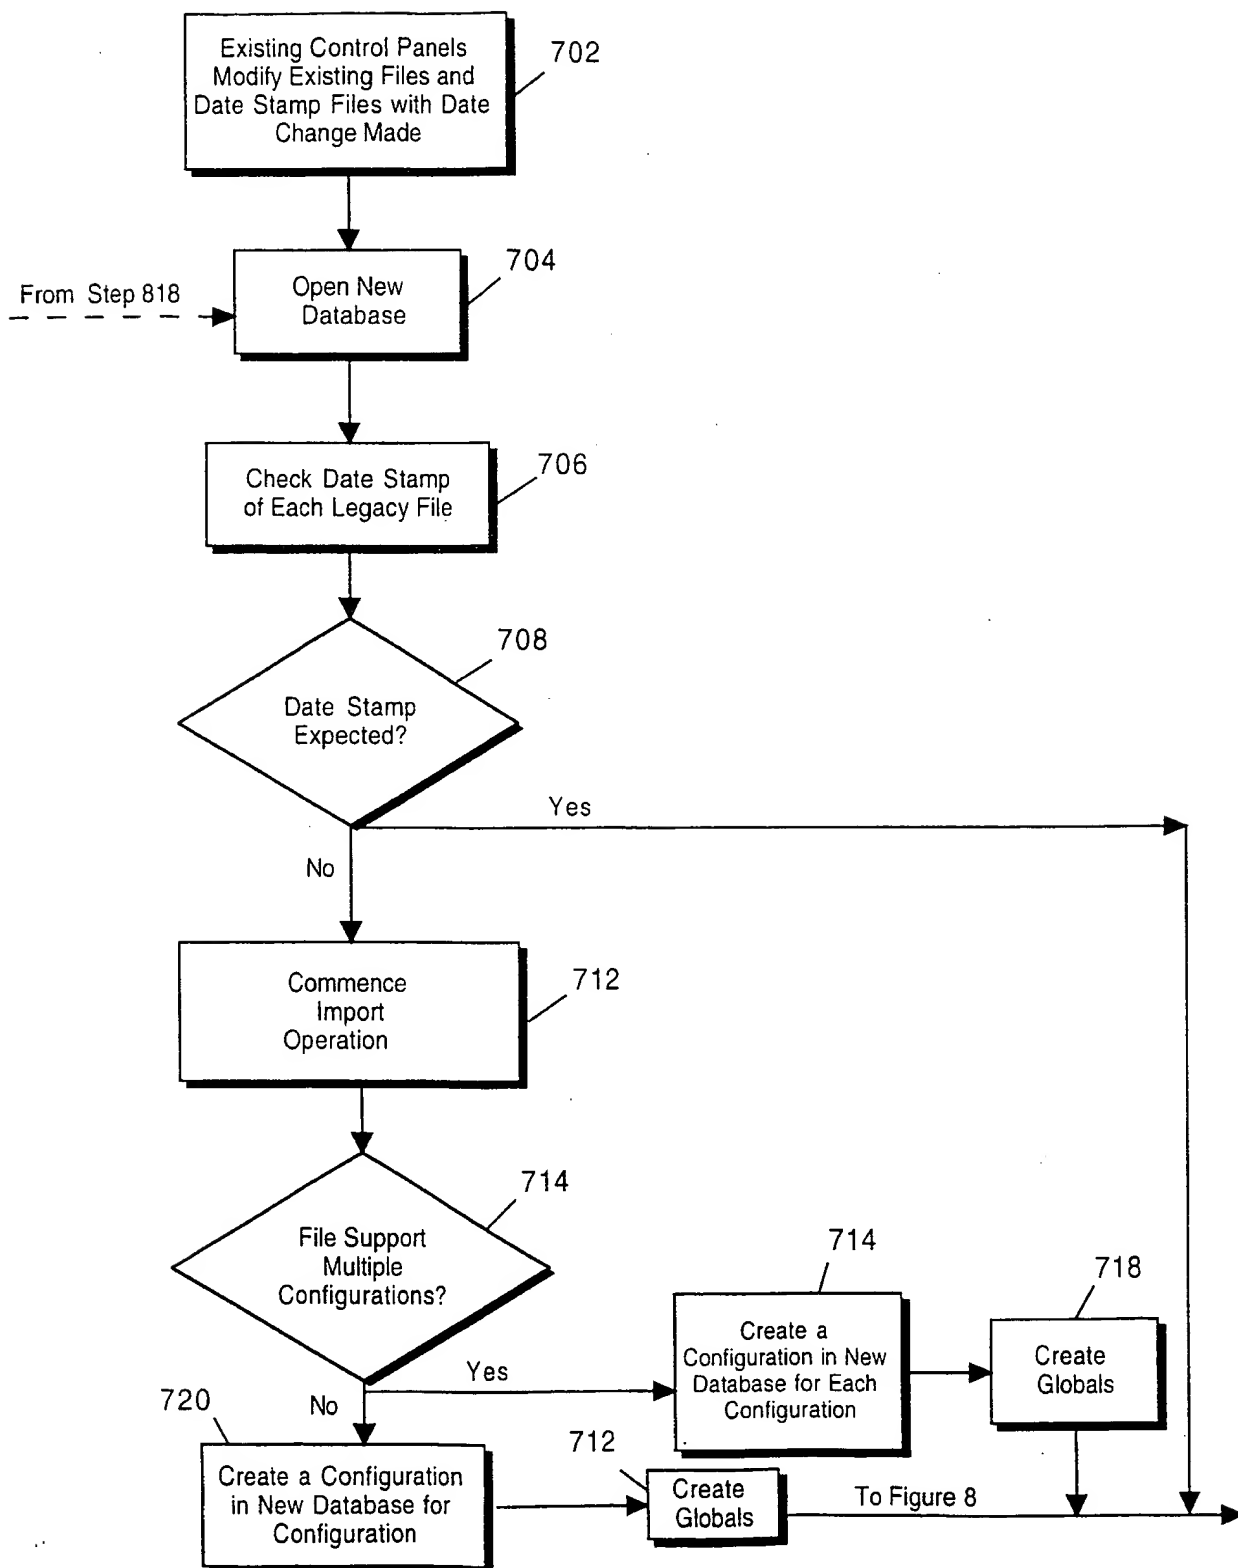 Existing Control Panels
Modify Existing Files and
Date Stamp Files with Date
Change Made
702
From Step 818
Open New
Database
704
Check Date Stamp
of Each Legacy File
706
708
Date Stamp
Expected?
Yes
No
Commence
Import
Operation
712
714
File Support
Multiple
Configurations?
714
Create a
Configuration in New
Database for Each
Configuration
718
Create
Globals
Yes
No
720
Create a Configuration
in New Database for
Configuration
712
Create
Globals
To Figure 8